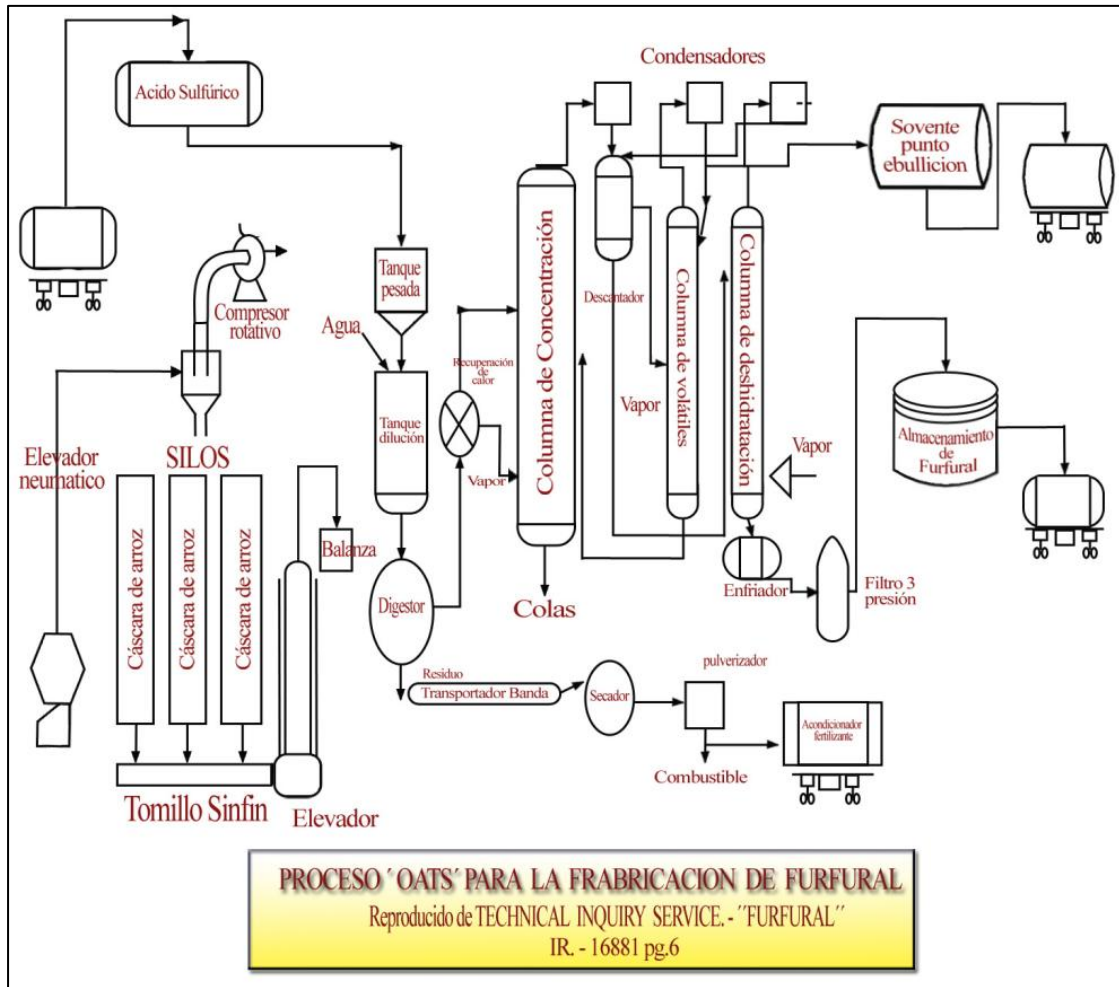 Condensadores
Acido Sulfúrico
Sovente
punto
ebullicion
Tanque
pesada
Compresor
rotativo
Agua
Recuperación
de
calor
Columna de Concentración
Descantador
Columna de volátiles
Columna de deshidratación
Tanque
dilución
Vapor
Vapor
Vapor
Almacenamiento
de
Furfural
Elevador
neumatico
SILOS
Cáscara de arroz
Cáscara de arroz
Cáscara de arroz
Balanza
Digestor
Colas
Enfriador
Filtro 3
presión
Residuo
Transportador Banda
Secador
pulverizador
Acondicionador
fertilizante
Combustible
Tomillo Sinfin
Elevador
PROCESO ´OATS´ PARA LA FRABRICACION DE FURFURAL
Reproducido de TECHNICAL INQUIRY SERVICE. - ´´FURFURAL´´
IR. - 16881 pg.6